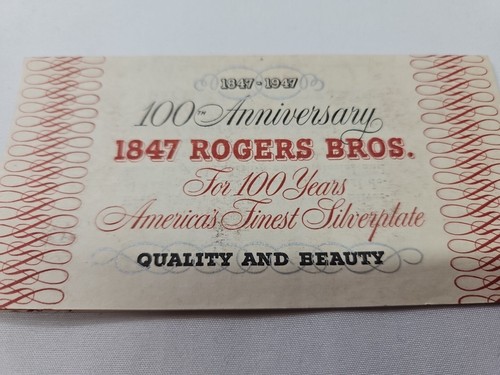 1847-1947
100TH Anniversary
1847 ROGERS BROS.
For 100 Years
America's Finest Silverplate
QUALITY AND BEAUTY